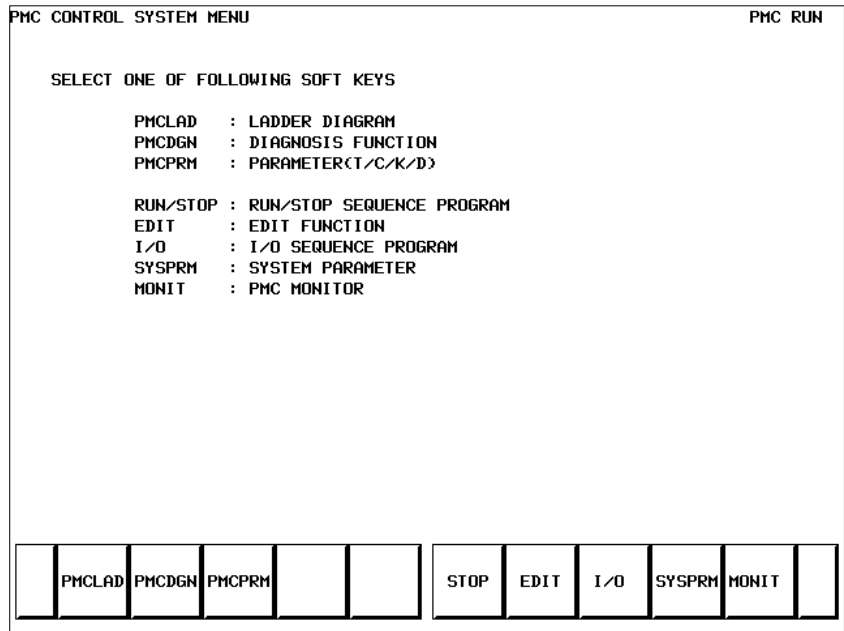 PMC CONTROL SYSTEM MENU PMC RUN
SELECT ONE OF FOLLOWING SOFT KEYS
PMCLAD : LADDER DIAGRAM
PMCDGN : DIAGNOSIS FUNCTION
PMCPRM : PARAMETER(T/C/K/D)
RUN/STOP : RUN/STOP SEQUENCE PROGRAM
EDIT : EDIT FUNCTION
I/O : I/O SEQUENCE PROGRAM
SYSPRM : SYSTEM PARAMETER
MONIT : PMC MONITOR
PMCLAD PMCDGN PMCPRM STOP EDIT I/O SYSPRM MONIT